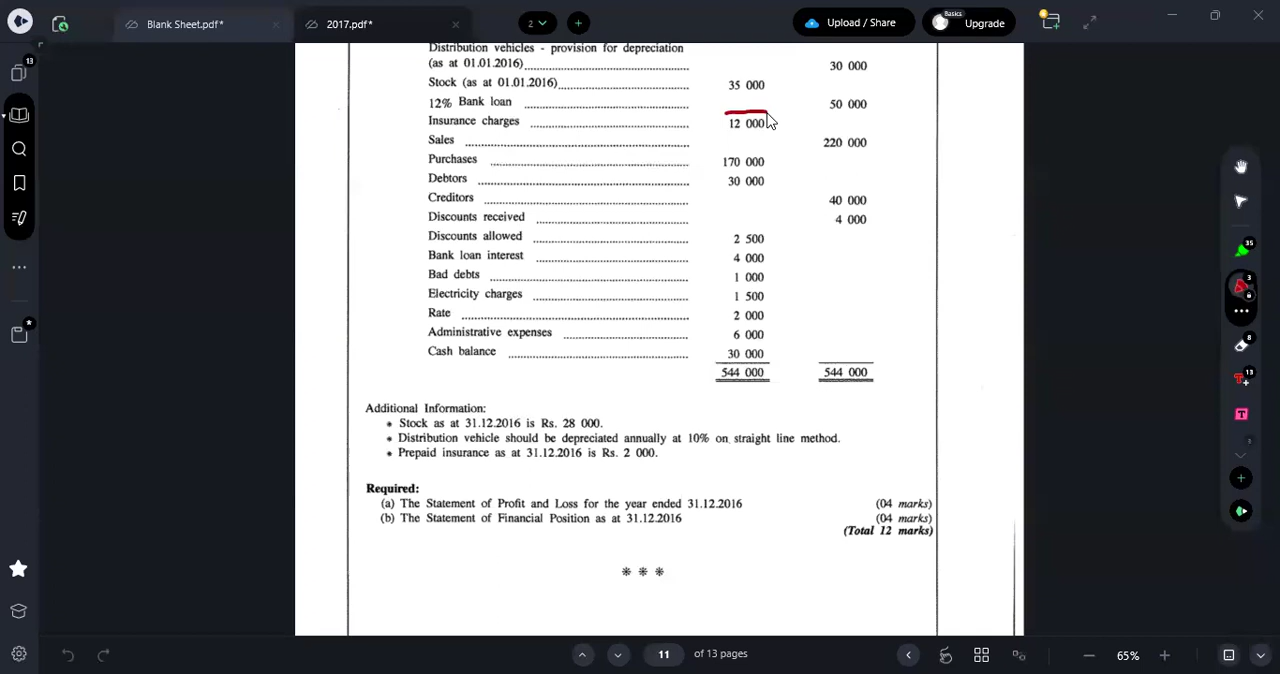 Blank Sheet.pdf*
2017.pdf*
2
Upload / Share
Basics
Upgrade
Distribution vehicles - provision for depreciation
(as at 01.01.2016) 30 000
Stock (as at 01.01.2016) 35 000
12% Bank loan 50 000
Insurance charges 12 000
Sales 220 000
Purchases 170 000
Debtors 30 000
Creditors 40 000
Discounts received 4 000
Discounts allowed 2 500
Bank loan interest 4 000
Bad debts 1 000
Electricity charges 1 500
Rate 2 000
Administrative expenses 6 000
Cash balance 30 000
544 000 544 000
Additional Information:
* Stock as at 31.12.2016 is Rs. 28 000.
* Distribution vehicle should be depreciated annually at 10% on straight line method.
* Prepaid insurance as at 31.12.2016 is Rs. 2 000.
Required:
(a) The Statement of Profit and Loss for the year ended 31.12.2016 (04 marks)
(b) The Statement of Financial Position as at 31.12.2016 (04 marks)
(Total 12 marks)
* * *
13
35
3
8
13
T
T
3
11 of 13 pages
65%